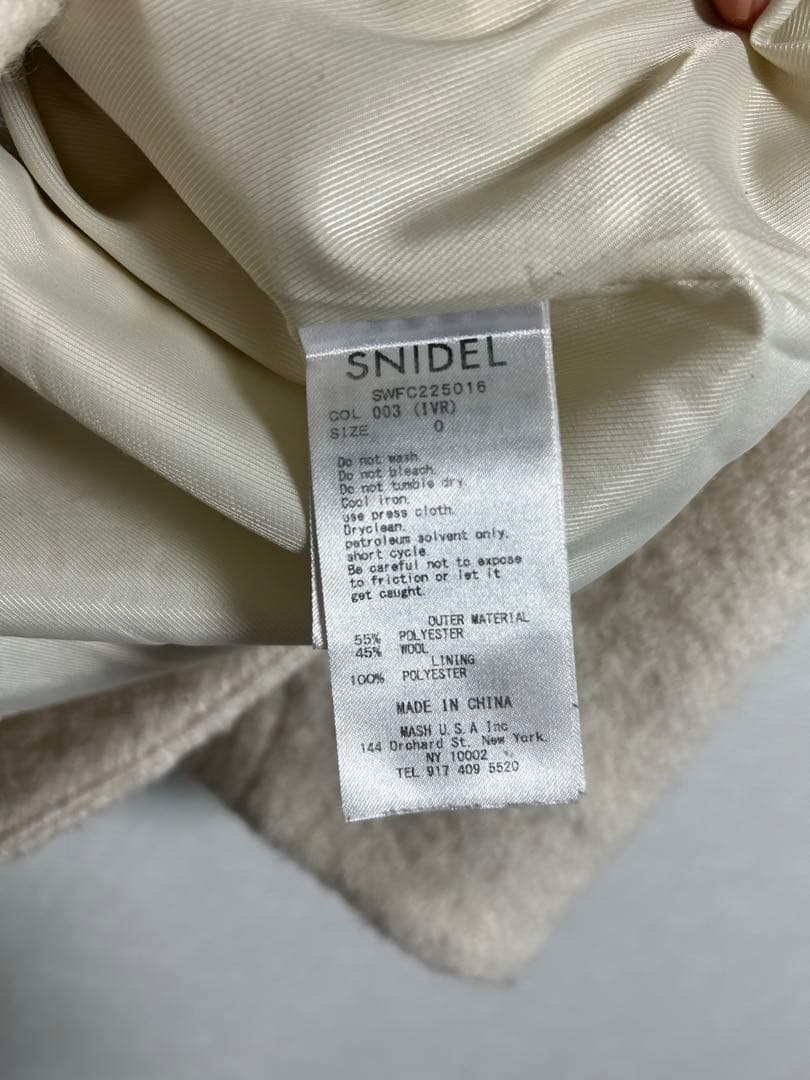 SNIDEL
SWFC225016
COL 003 (IVR)
SIZE 0
Do not wash.
Do not bleach.
Do not tumble dry.
Cool iron.
use press cloth.
Dryclean.
petroleum solvent only.
short cycle
Be careful not to expose
to friction or let it
get caught.
OUTER MATERIAL
55% POLYESTER
45% WOOL
LINING
100% POLYESTER
MADE IN CHINA
MASH U.S.A Inc
144 Orchard St. New York.
NY 10002
TEL 917 409 5520